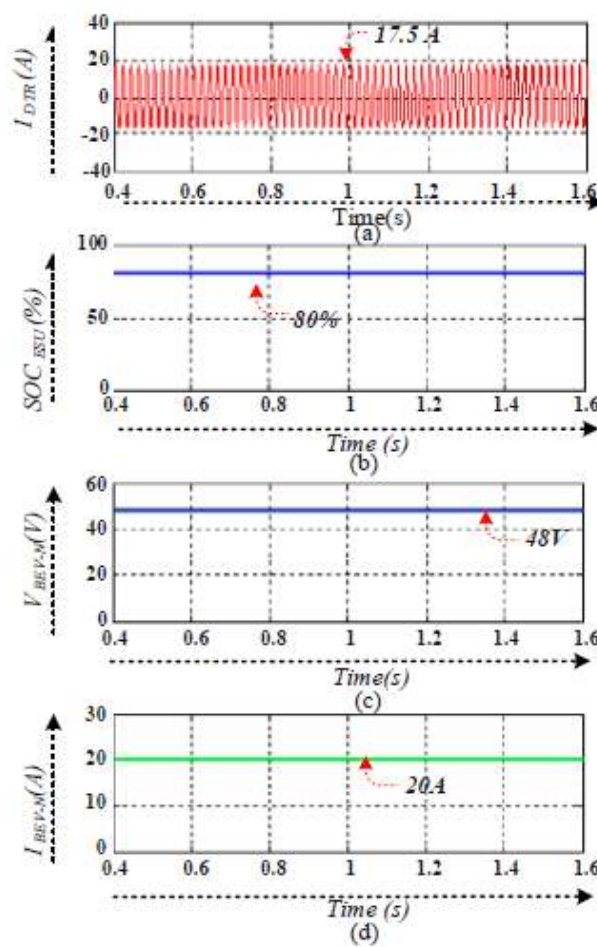 I DTR (A)
40
20
0
-20
-40
17.5 A
0.4 0.6 0.8 1 1.2 1.4 1.6
Time(s)
(a)
SOC ESU (%)
100
50
0
80%
0.4 0.6 0.8 1 1.2 1.4 1.6
Time (s)
(b)
V BEV-N (V)
60
40
20
0
48V
0.4 0.6 0.8 1 1.2 1.4 1.6
Time(s)
(c)
I BEV-N (A)
30
20
10
0
20A
0.4 0.6 0.8 1 1.2 1.4 1.6
Time (s)
(d)